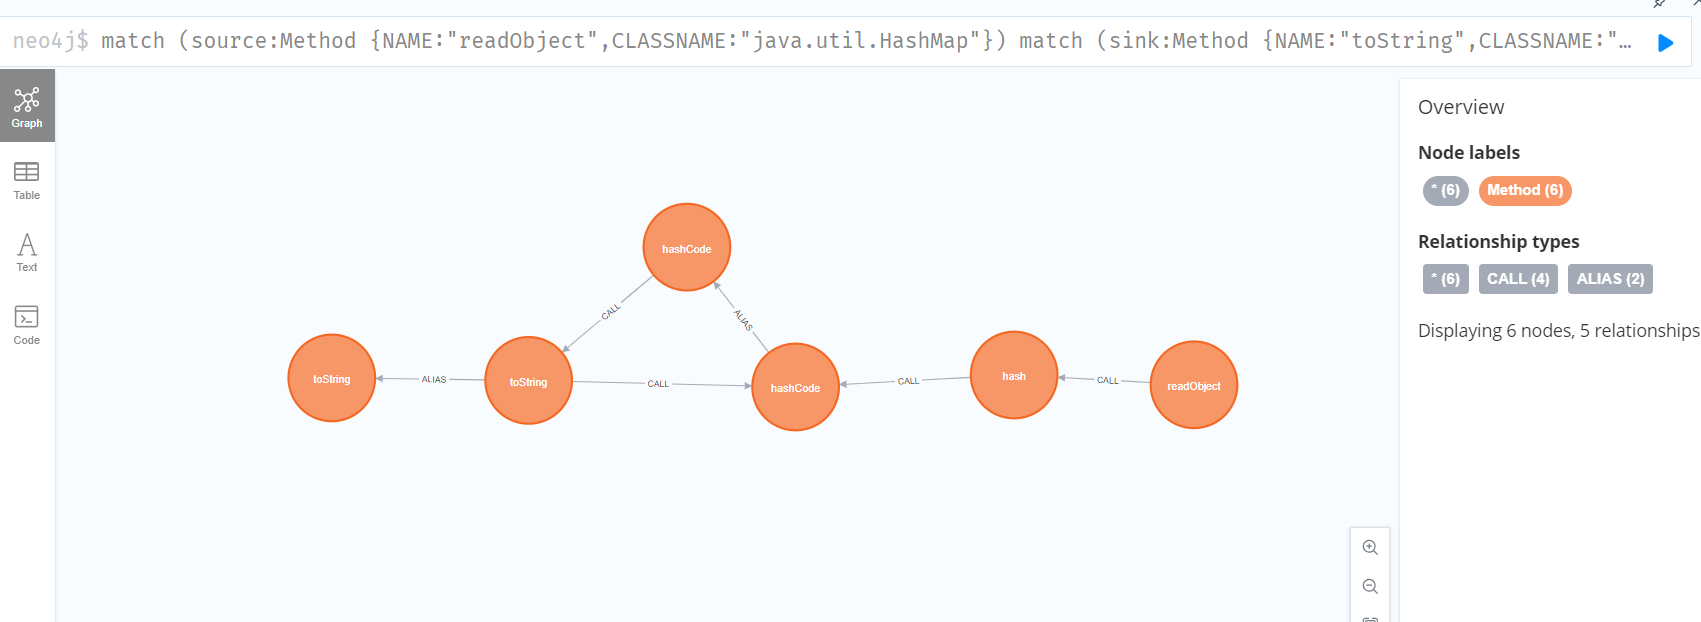 neo4j$ match (source:Method {NAME:"readObject",CLASSNAME:"java.util.HashMap"}) match (sink:Method {NAME:"toString",CLASSNAME:"…
Graph
Table
Text
Code
hashCode
CALL
ALIAS
toString
ALIAS
toString
CALL
hashCode
CALL
hash
CALL
readObject
Overview
Node labels
* (6) Method (6)
Relationship types
* (6) CALL (4) ALIAS (2)
Displaying 6 nodes, 5 relationships